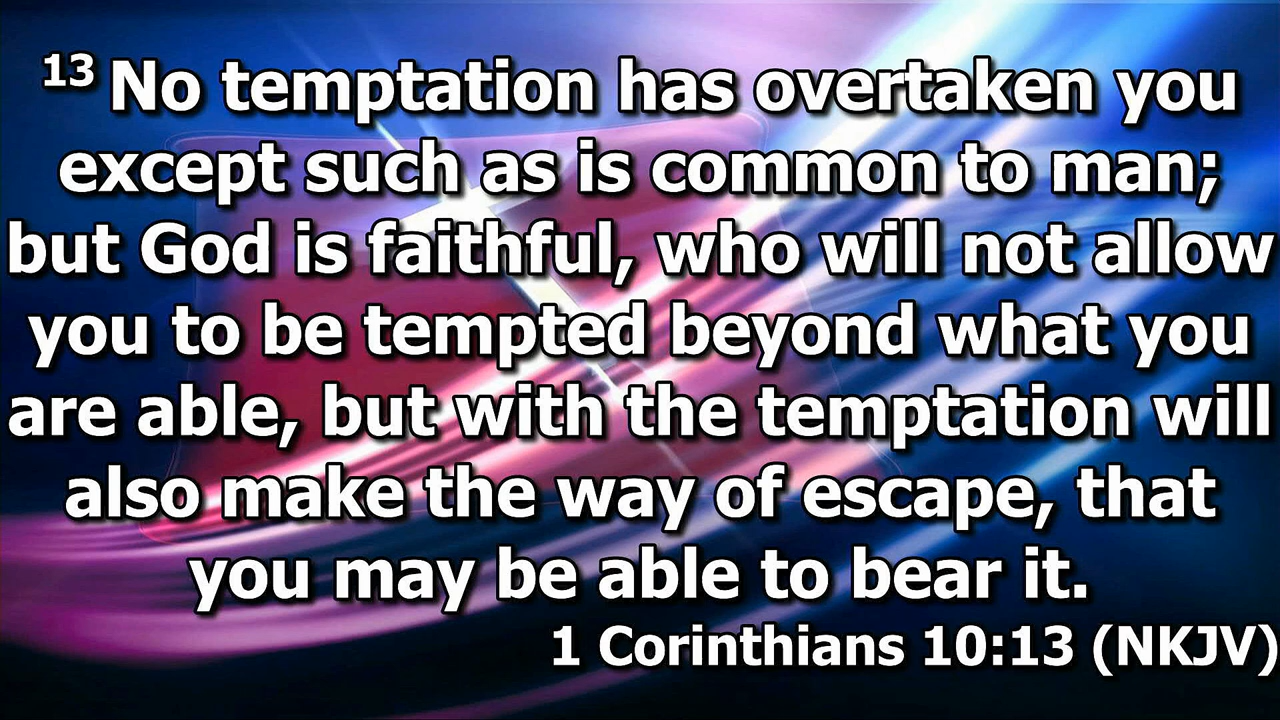 13 No temptation has overtaken you
except such as is common to man;
but God is faithful, who will not allow
you to be tempted beyond what you
are able, but with the temptation will
also make the way of escape, that
you may be able to bear it.
1 Corinthians 10:13 (NKJV)